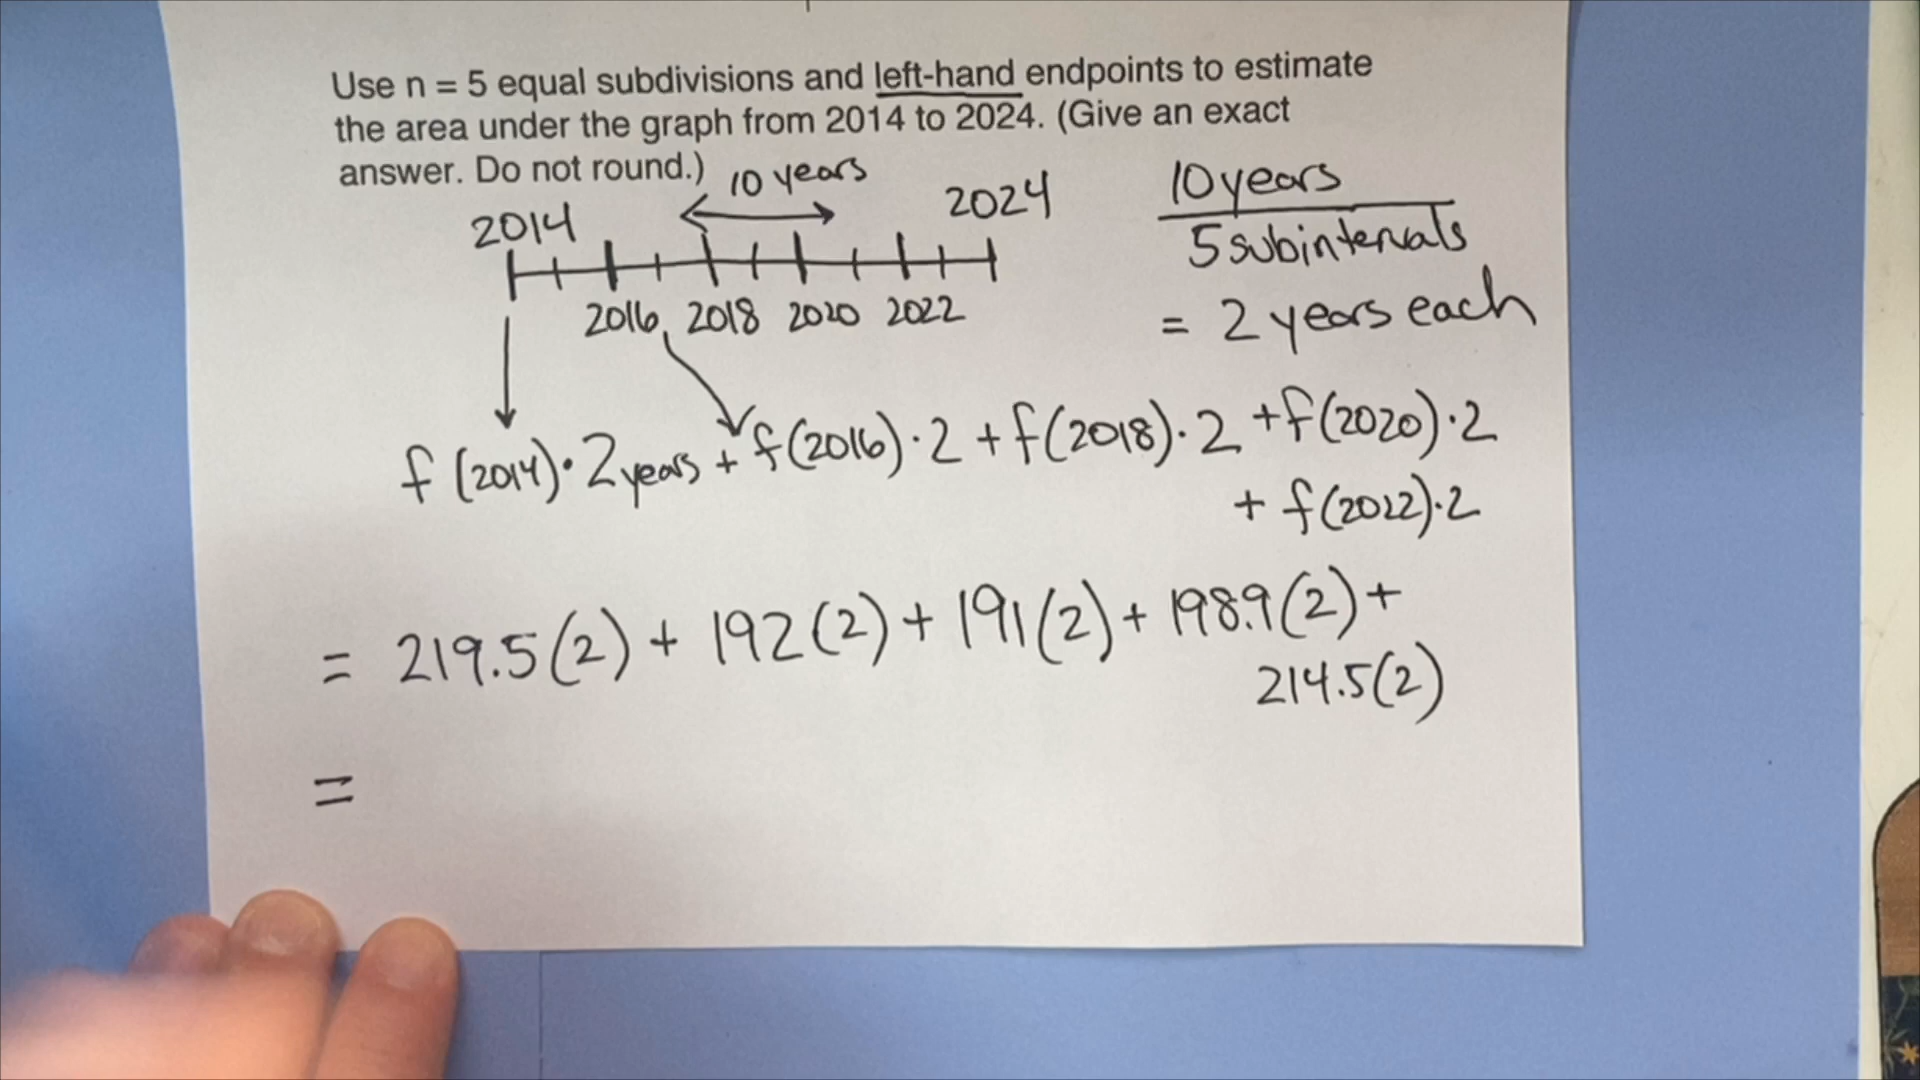 Use n = 5 equal subdivisions and left-hand endpoints to estimate
the area under the graph from 2014 to 2024. (Give an exact
answer. Do not round.)
10 years
2014
2024
2016 2018 2020 2022
10 years
5 subintervals
= 2 years each
f (2014)·2 years + f(2016)·2 + f(2018)·2 + f(2020)·2
+ f(2022)·2
= 219.5(2) + 192(2) + 191(2) + 198.9(2) +
214.5(2)
=